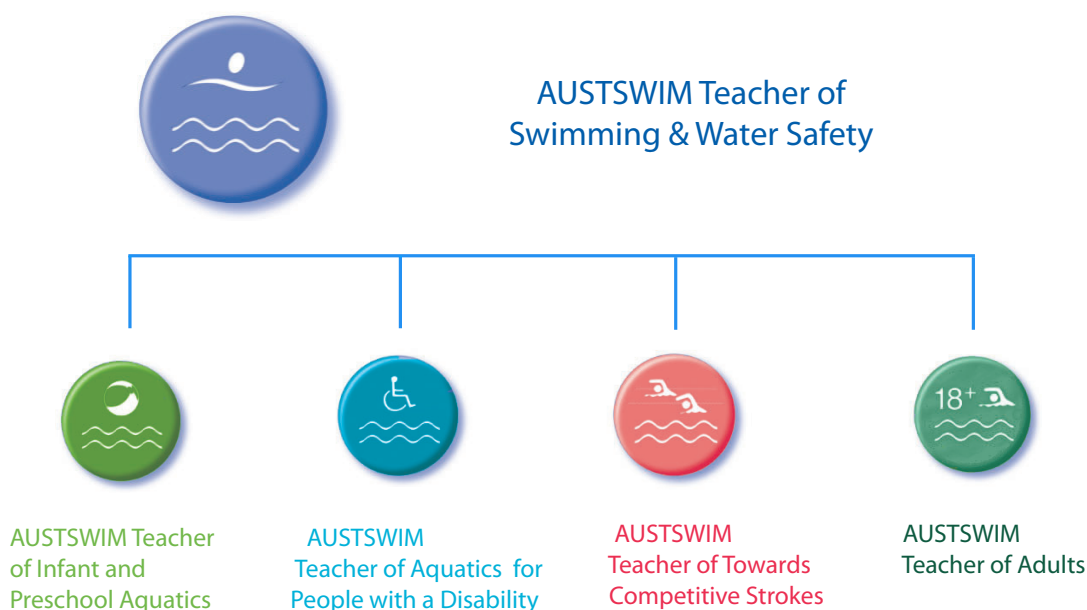 AUSTSWIM Teacher of
Swimming & Water Safety
18+
AUSTSWIM Teacher
of Infant and
Preschool Aquatics
AUSTSWIM
Teacher of Aquatics for
People with a Disability
AUSTSWIM
Teacher of Towards
Competitive Strokes
AUSTSWIM
Teacher of Adults